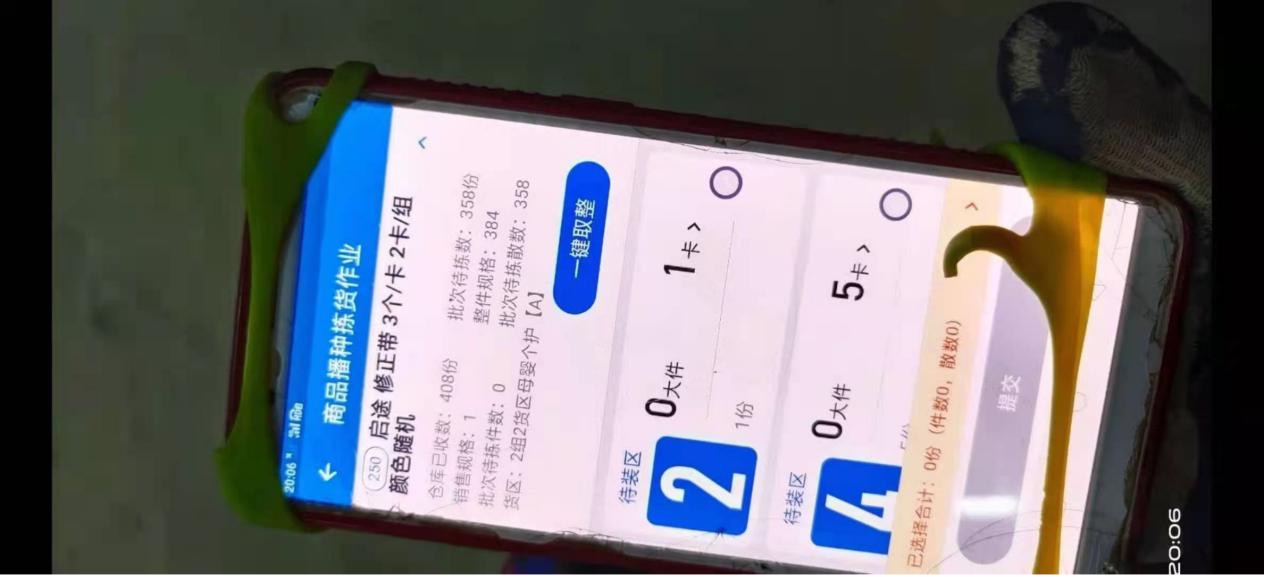 20:06
商品播种拣货作业
250 启途 修正带 3个/卡 2卡/组
颜色随机
仓库已收数：408份 批次待拣数：358份
销售规格：1 整件规格：384
批次待拣件数：0 批次待拣散数：358
货区：2组2货区母婴个护【A】
一键取整
待装区
2 0大件 1卡 >
1份
待装区
4 0大件 5卡 >
已选择合计：0份（件数0，散数0）
提交
20:06